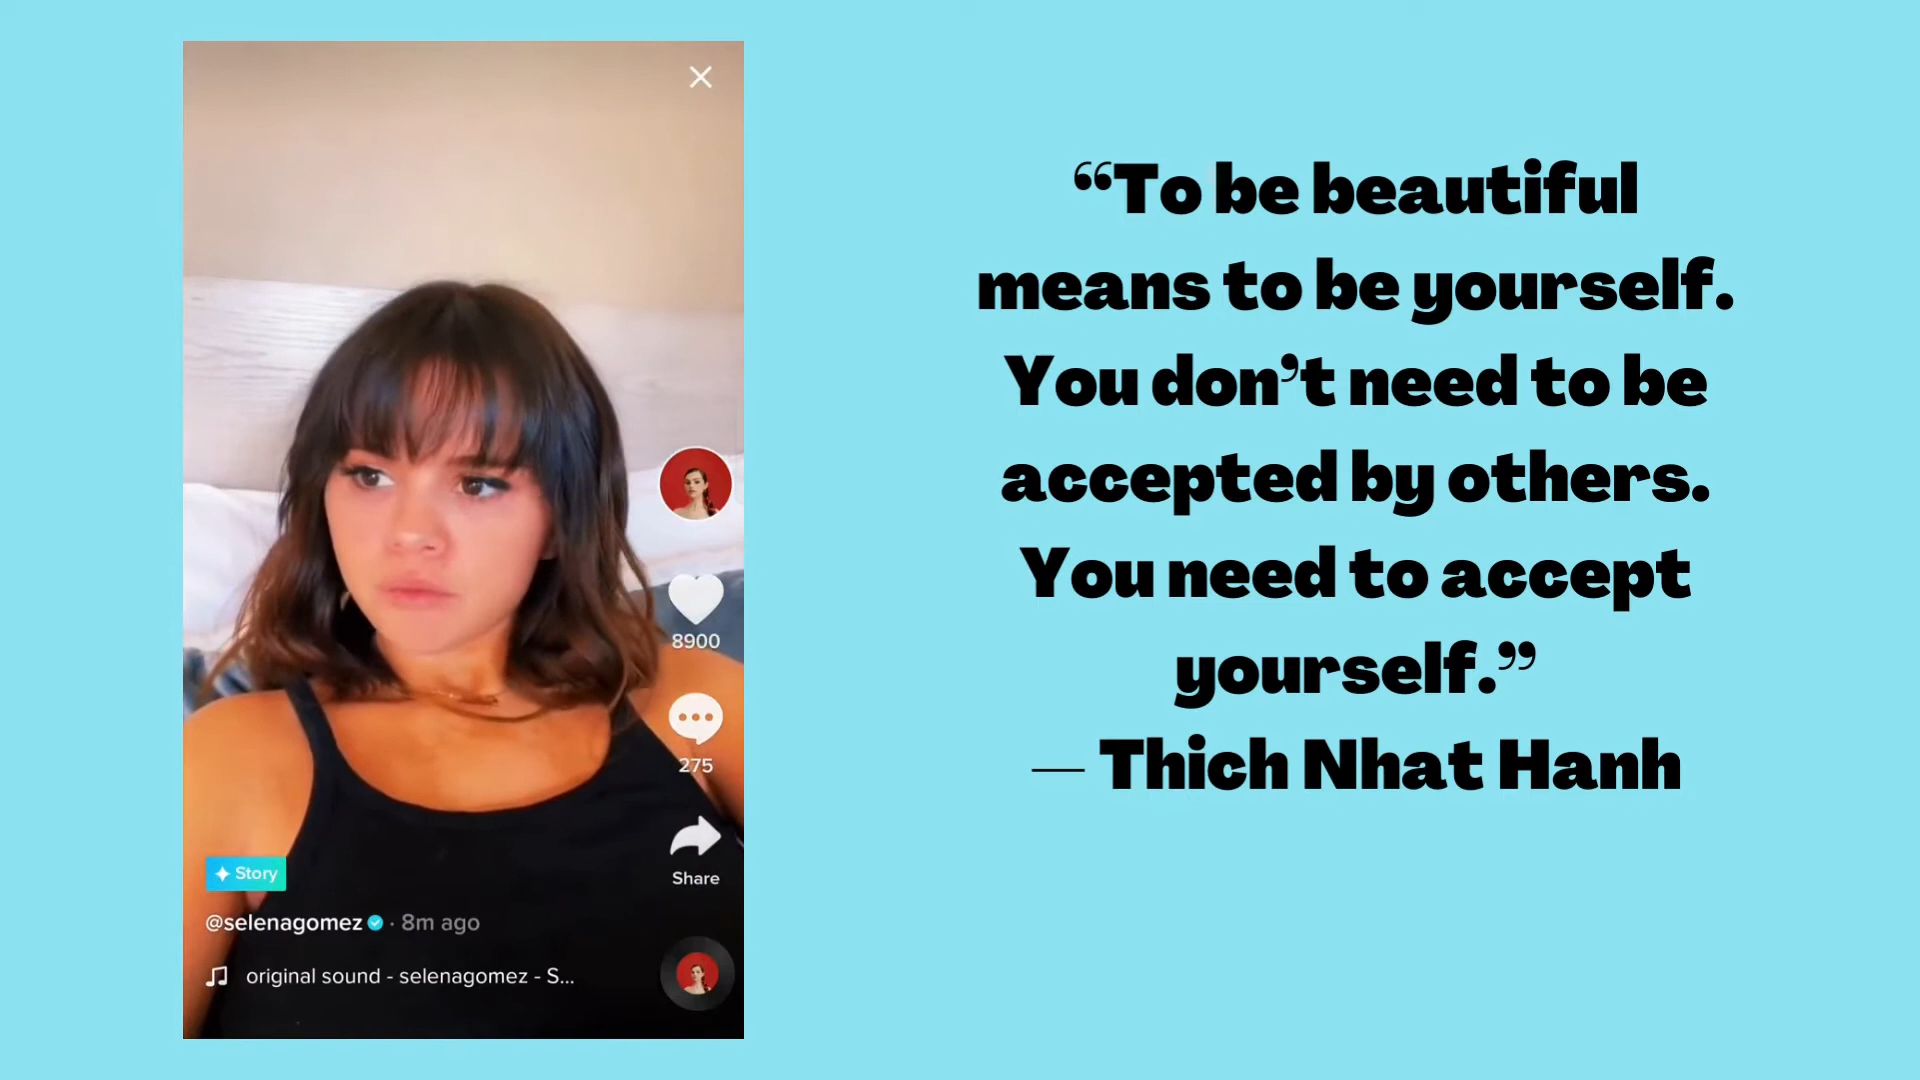 8900
275
Share
Story
@selenagomez · 8m ago
original sound - selenagomez - S...
“To be beautiful
means to be yourself.
You don’t need to be
accepted by others.
You need to accept
yourself.”
— Thich Nhat Hanh